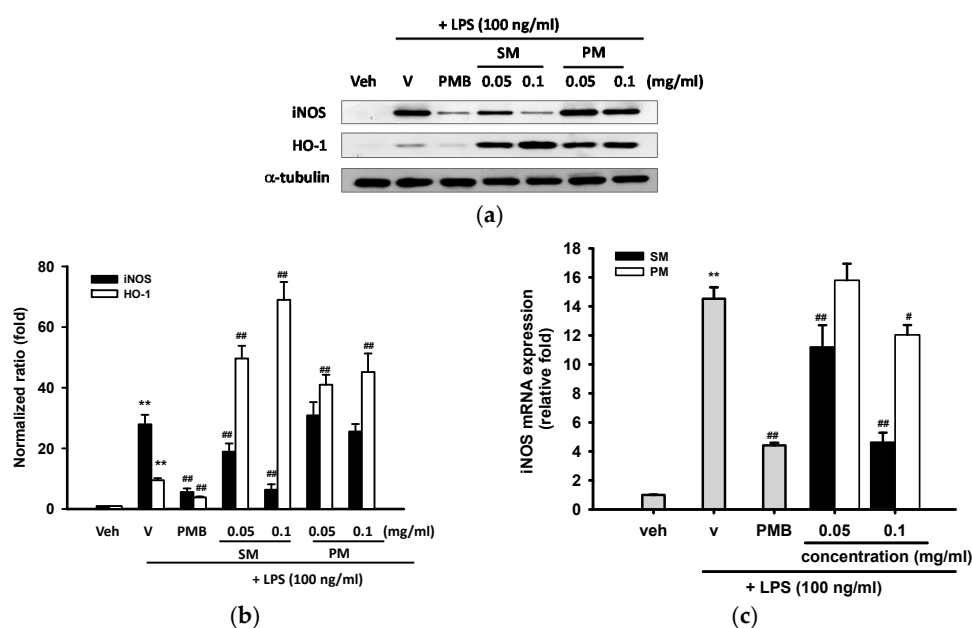 + LPS (100 ng/ml)
SM PM
Veh V PMB 0.05 0.1 0.05 0.1 (mg/ml)
iNOS
HO-1
α-tubulin
(a)
80
60
40
20
0
Normalized ratio (fold)
iNOS
HO-1
** ** ## ## ## ## ## ## ## ##
Veh V PMB 0.05 0.1 0.05 0.1 (mg/ml)
SM PM
+ LPS (100 ng/ml)
(b)
18
16
14
12
10
8
6
4
2
0
iNOS mRNA expression
(relative fold)
SM
PM
** ## ## ## #
veh v PMB 0.05 0.1
concentration (mg/ml)
+ LPS (100 ng/ml)
(c)